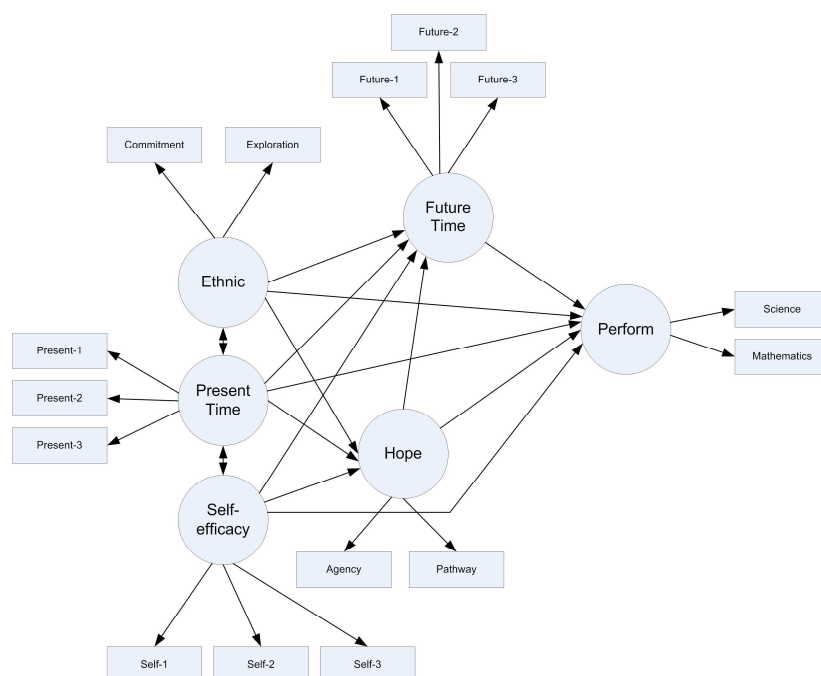 Future-2
Future-1
Future-3
Commitment
Exploration
Future
Time
Ethnic
Science
Perform
Present-1
Mathematics
Present
Time
Present-2
Present-3
Hope
Self-
efficacy
Agency
Pathway
Self-1
Self-2
Self-3